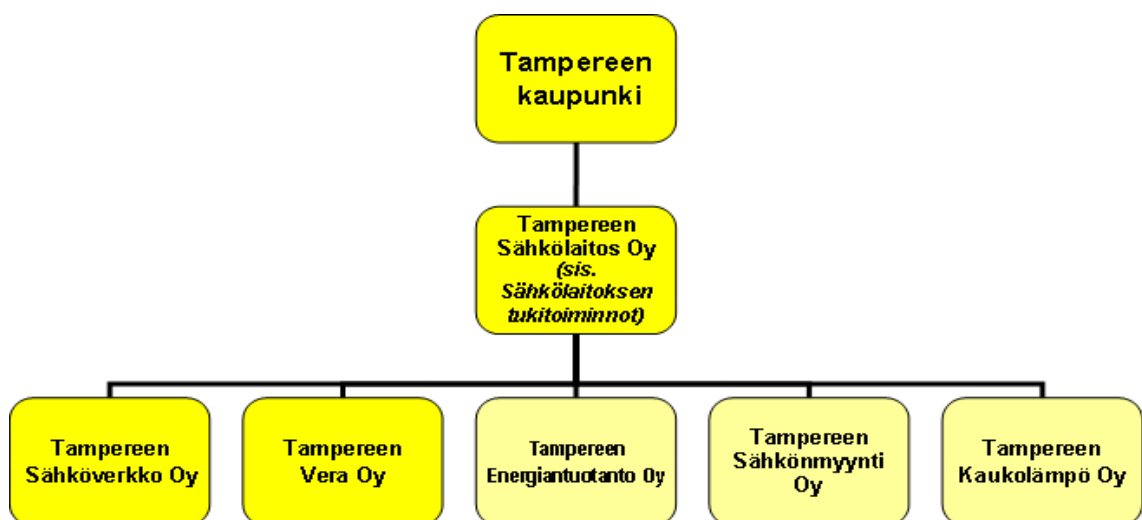 Tampereen
kaupunki
Tampereen
Sähkölaitos Oy
(sis.
Sähkölaitoksen
tukitoiminnot)
Tampereen
Sähköverkko Oy
Tampereen
Vera Oy
Tampereen
Energiantuotanto Oy
Tampereen
Sähkönmyynti
Oy
Tampereen
Kaukolämpö Oy